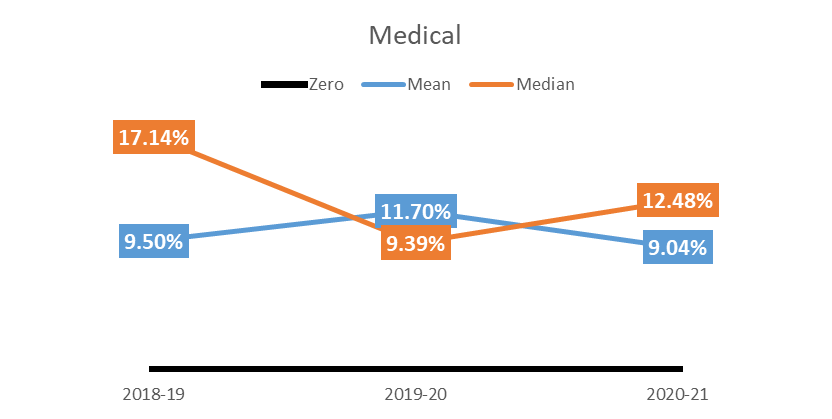 Medical
Zero Mean Median
17.14%
12.48%
11.70%
9.50%
9.39%
9.04%
2018-19 2019-20 2020-21